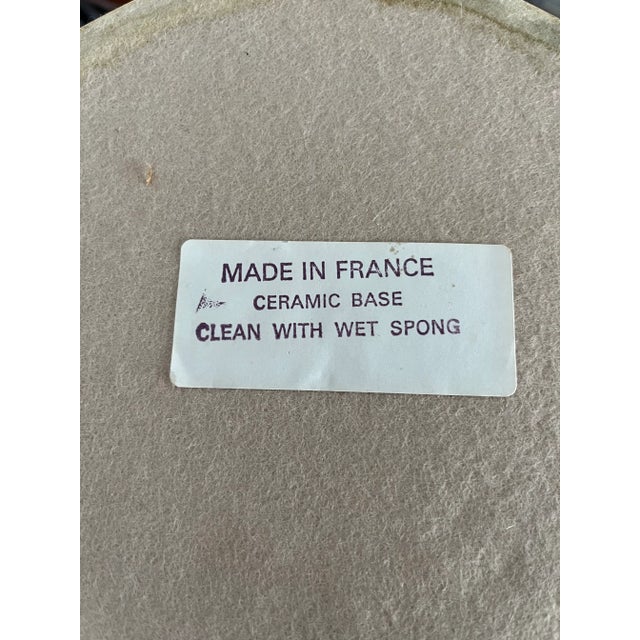 MADE IN FRANCE
CERAMIC BASE
CLEAN WITH WET SPONG